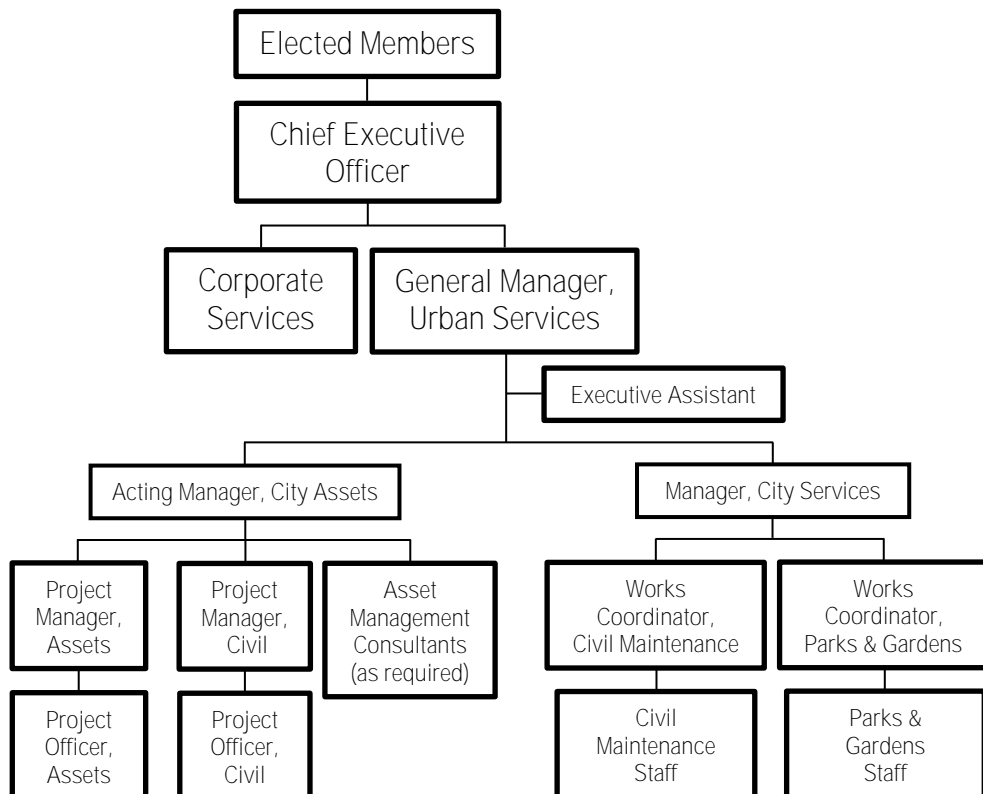 Elected Members
Chief Executive
Officer
Corporate
Services
General Manager,
Urban Services
Executive Assistant
Acting Manager, City Assets
Manager, City Services
Project
Manager,
Assets
Project
Manager,
Civil
Asset
Management
Consultants
(as required)
Works
Coordinator,
Civil Maintenance
Works
Coordinator,
Parks & Gardens
Project
Officer,
Assets
Project
Officer,
Civil
Civil
Maintenance
Staff
Parks &
Gardens
Staff